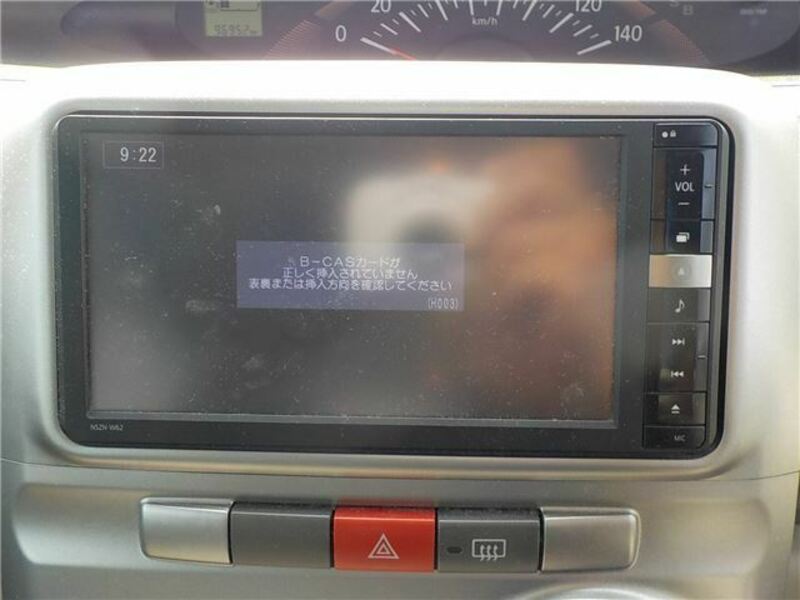 0
20
km/h
120
140
9:22
B-CASカードが
正しく挿入されていません
表裏または挿入方向を確認してください
(H003)
VOL
NSZN-W62
MIC